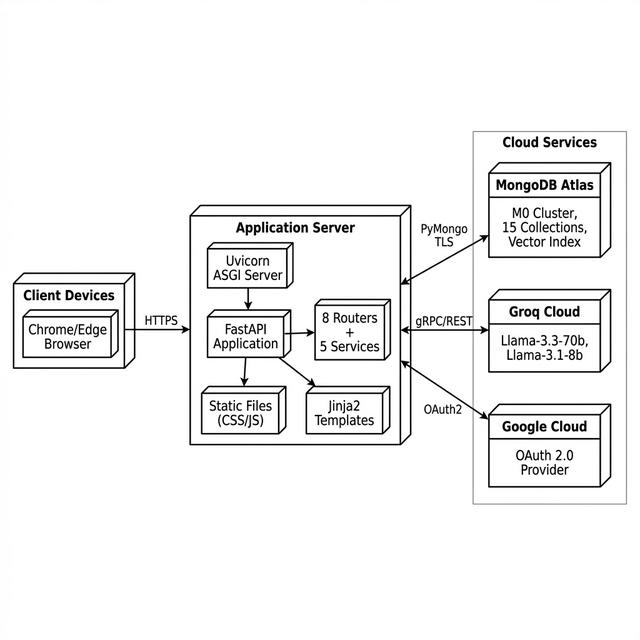 Client Devices
Chrome/Edge
Browser
HTTPS
Application Server
Uvicorn
ASGI Server
FastAPI
Application
8 Routers
+
5 Services
Static Files
(CSS/JS)
Jinja2
Templates
PyMongo
TLS
gRPC/REST
OAuth2
Cloud Services
MongoDB Atlas
M0 Cluster,
15 Collections,
Vector Index
Groq Cloud
Llama-3.3-70b,
Llama-3.1-8b
Google Cloud
OAuth 2.0
Provider